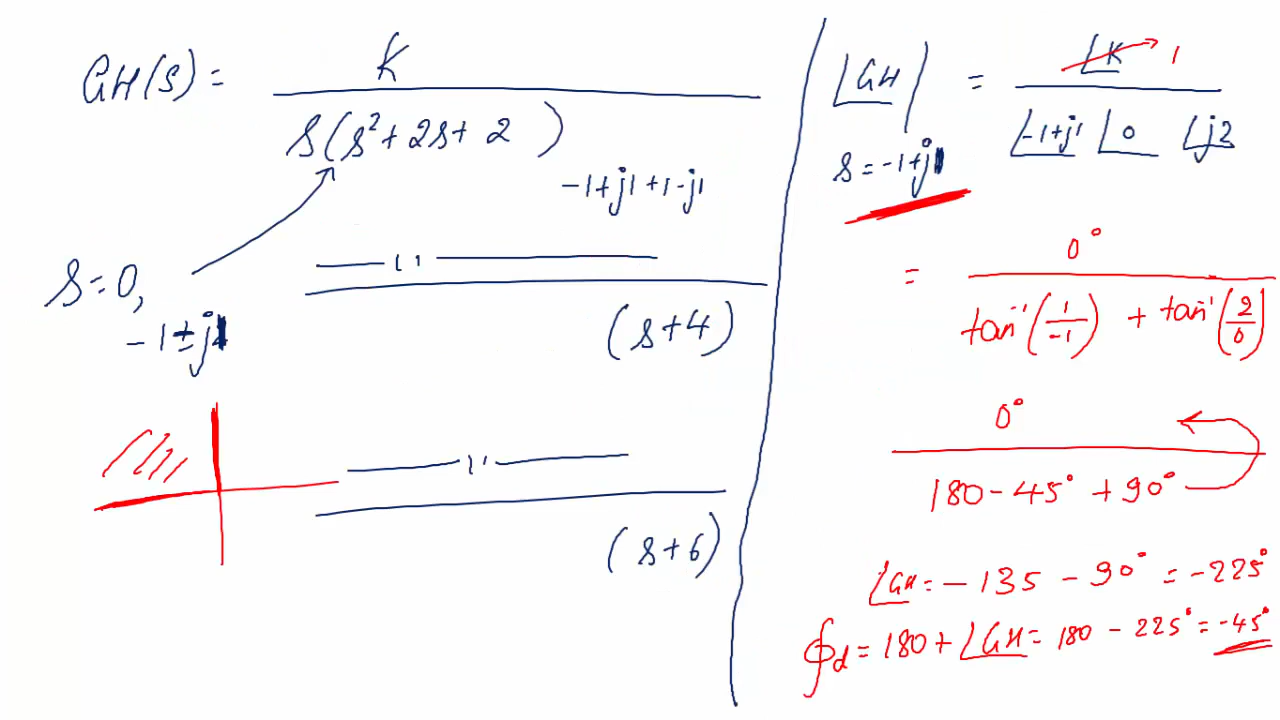 GH(s) = K
s(s²+2s+2)
-1+j1+1-j1
s=0,
-1±j1
—— '' ——
(s+4)
—— '' ——
(s+6)
∠GH| = ∠K → 1
s=-1+j1
∠-1+j1 ∠0 ∠j2
= 0°
tan⁻¹(1/-1) + tan⁻¹(2/0)
0°
180-45° +90°
∠GH = -135 -90° = -225°
ϕd = 180+∠GH = 180 - 225° = -45°